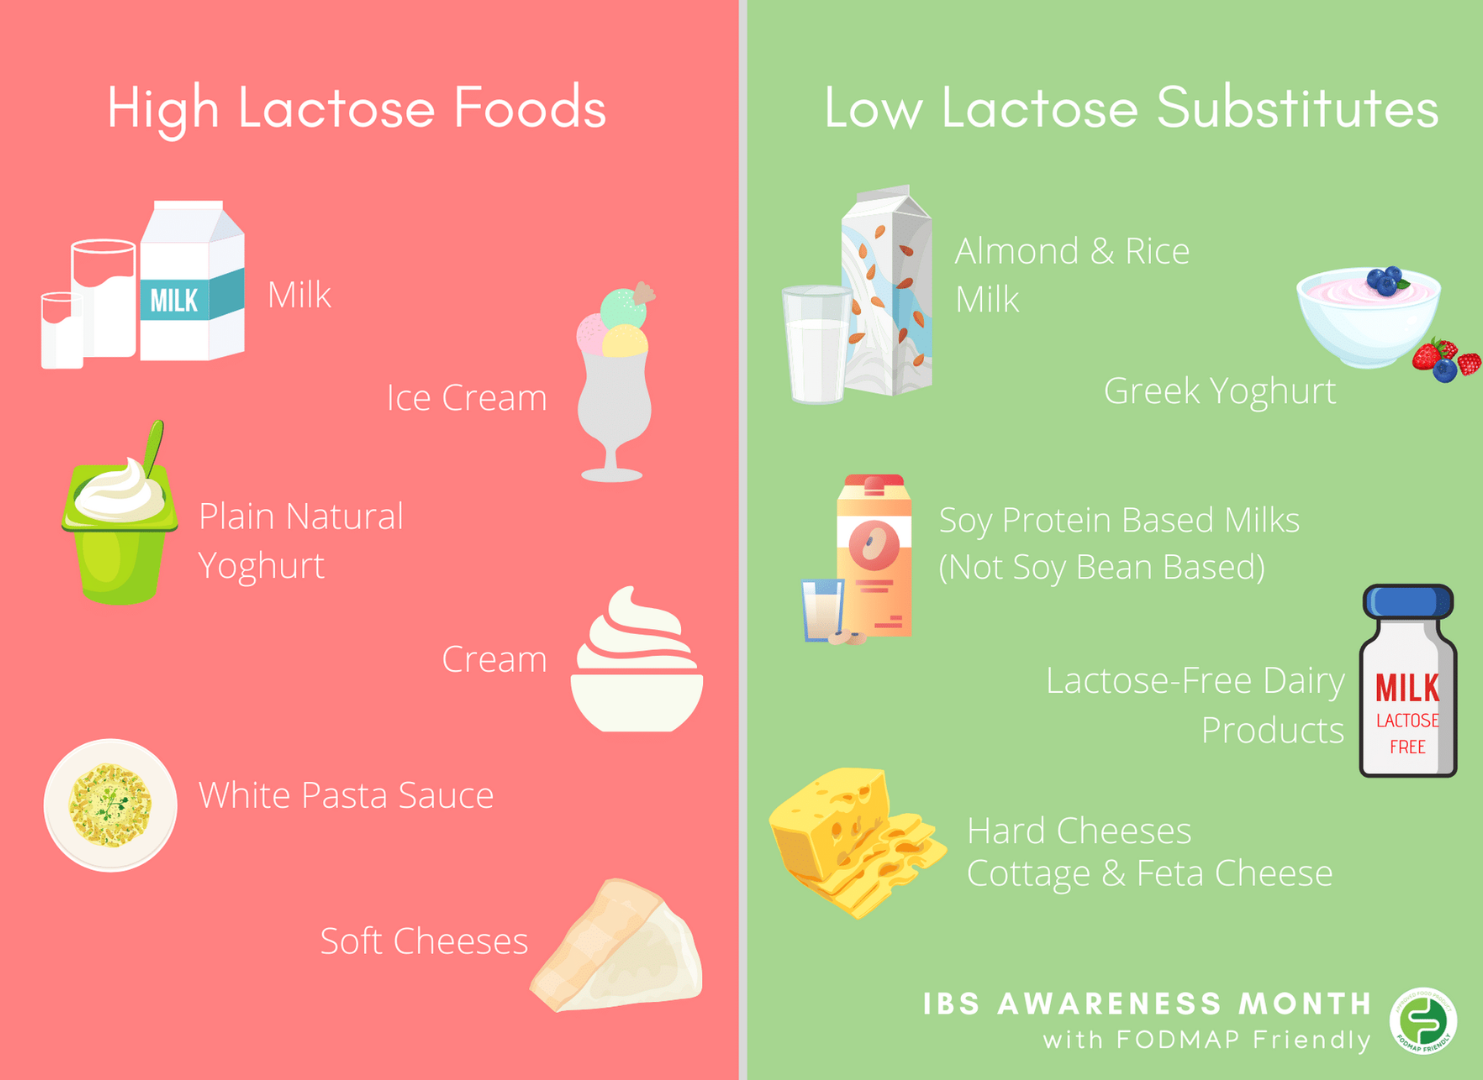 High Lactose Foods
MILK
Milk
Ice Cream
Plain Natural
Yoghurt
Cream
White Pasta Sauce
Soft Cheeses
Low Lactose Substitutes
Almond & Rice
Milk
Greek Yoghurt
Soy Protein Based Milks
(Not Soy Bean Based)
Lactose-Free Dairy
Products
MILK
LACTOSE
FREE
Hard Cheeses
Cottage & Feta Cheese
IBS AWARENESS MONTH
with FODMAP Friendly
FODMAP FRIENDLY